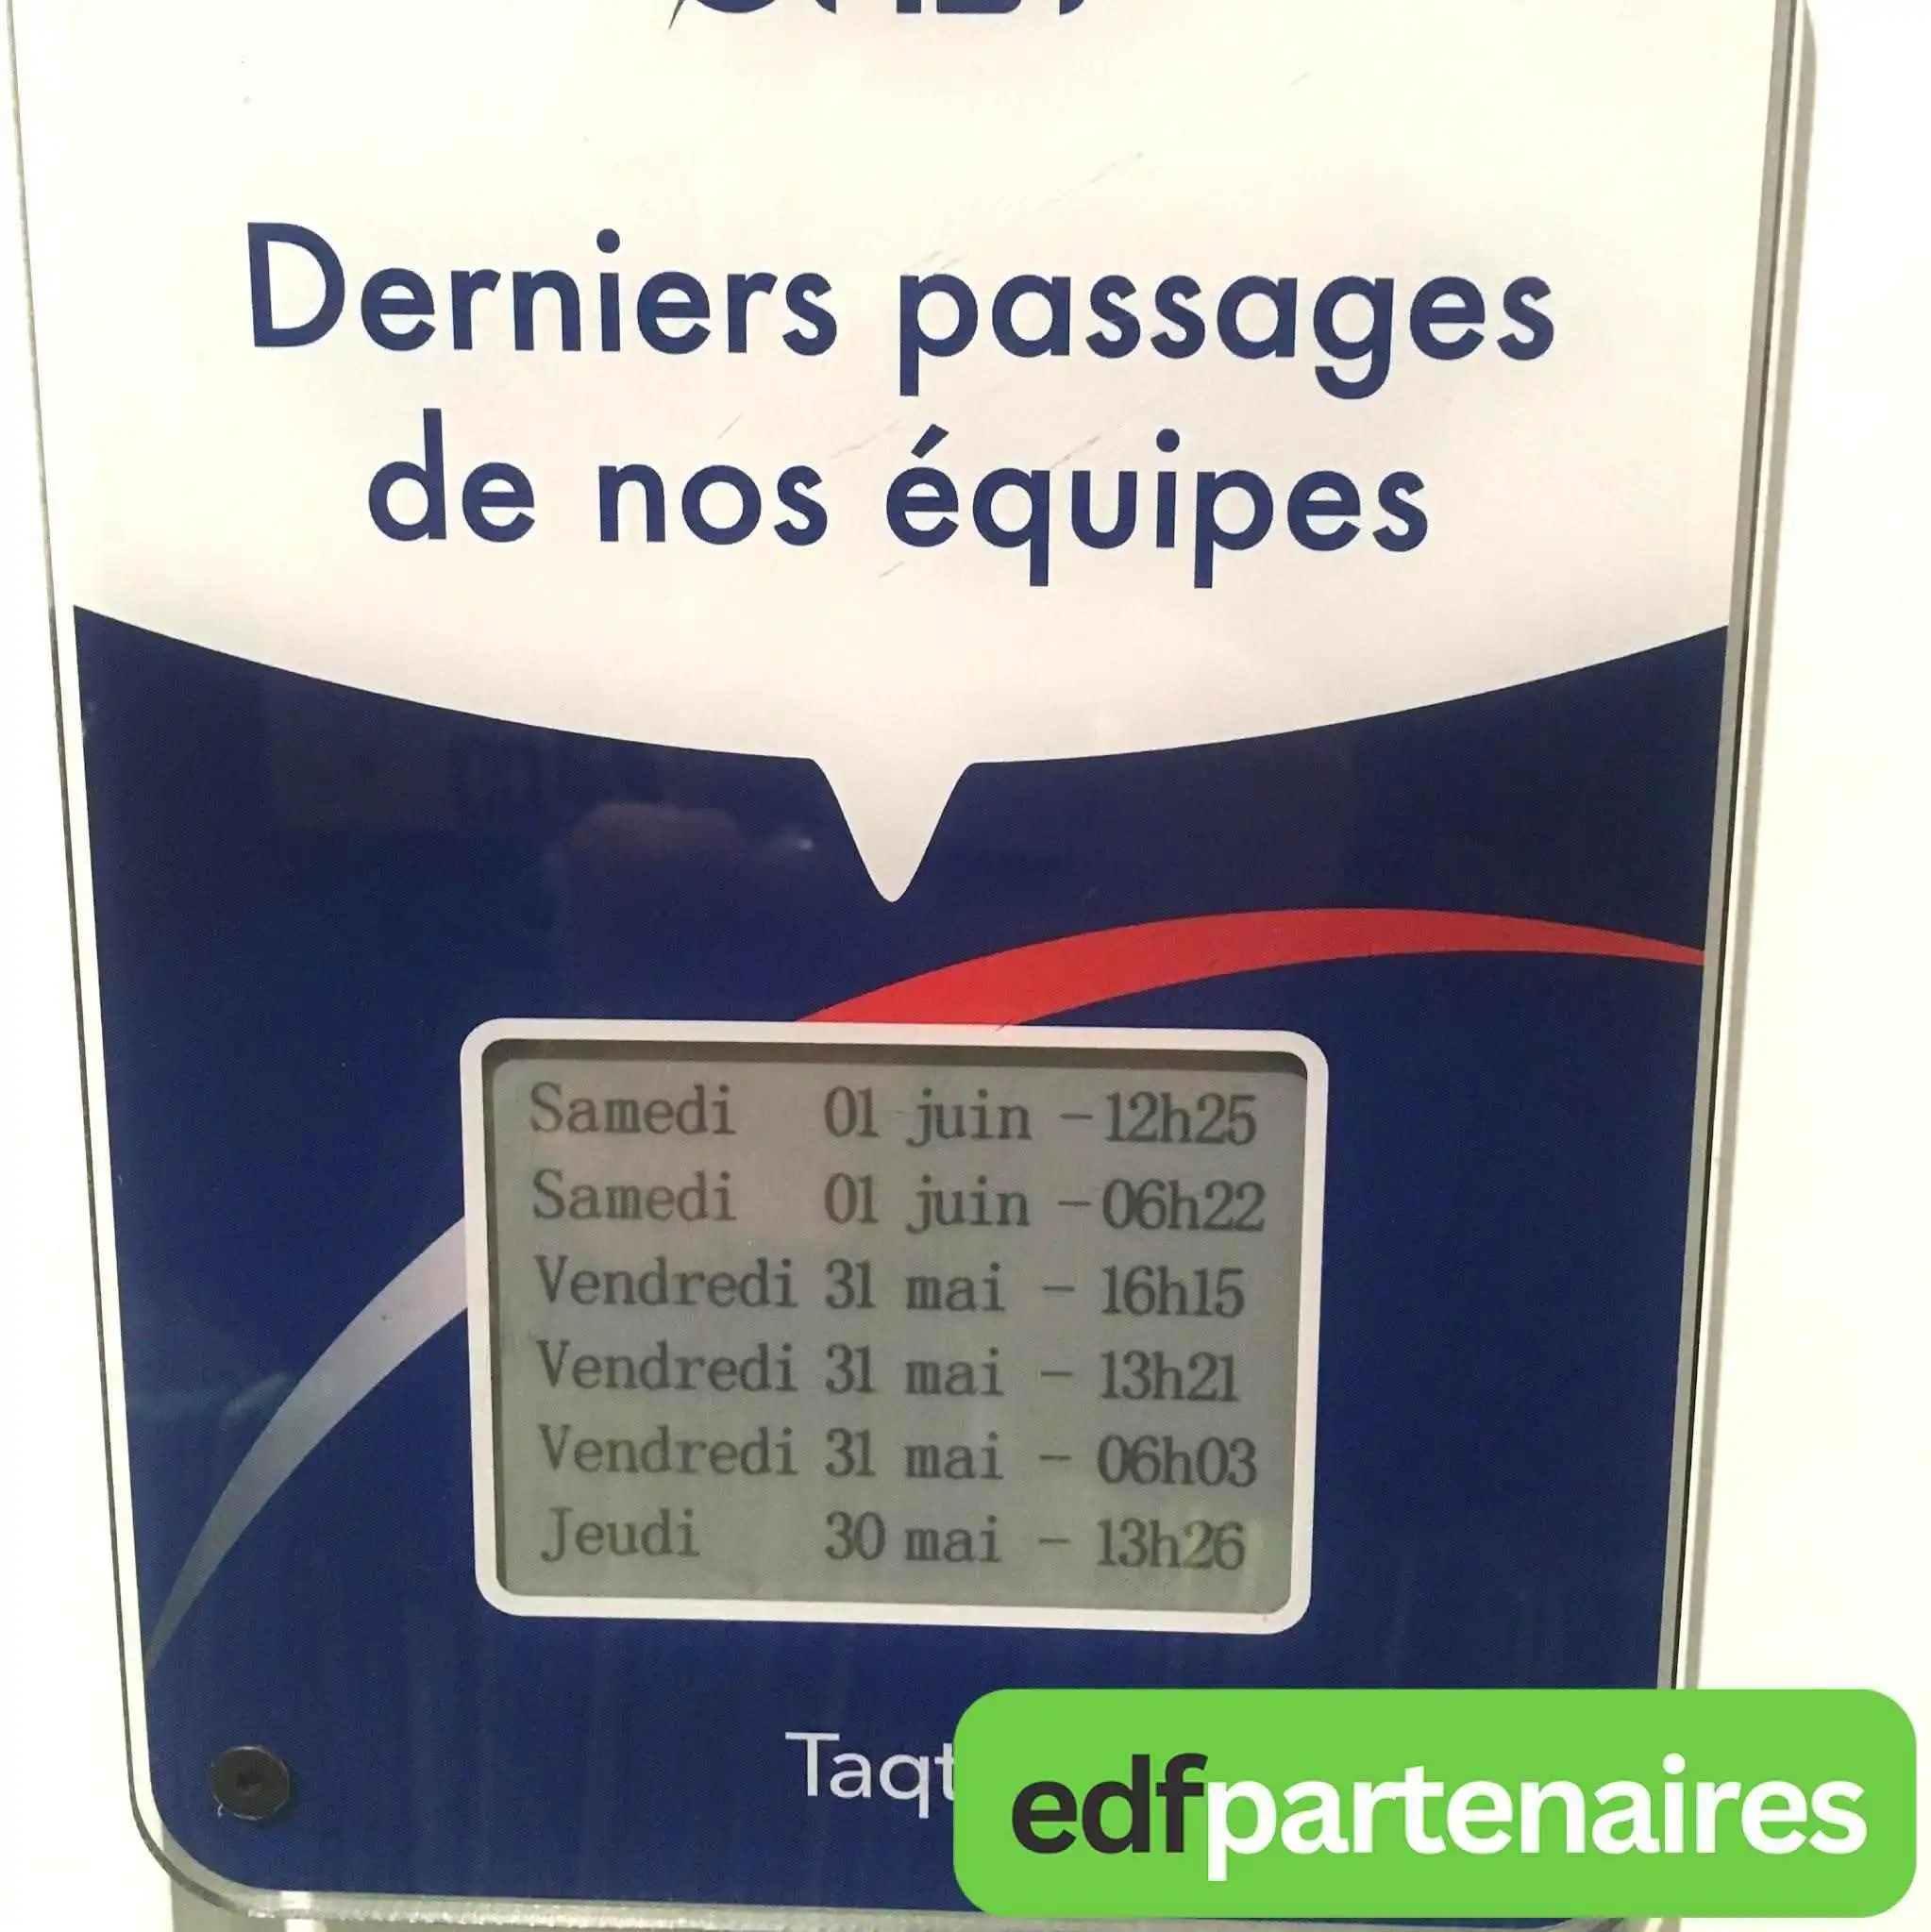 Derniers passages
de nos équipes
Samedi 01 juin - 12h25
Samedi 01 juin - 06h22
Vendredi 31 mai - 16h15
Vendredi 31 mai - 13h21
Vendredi 31 mai - 06h03
Jeudi 30 mai - 13h26
edfpartenaires